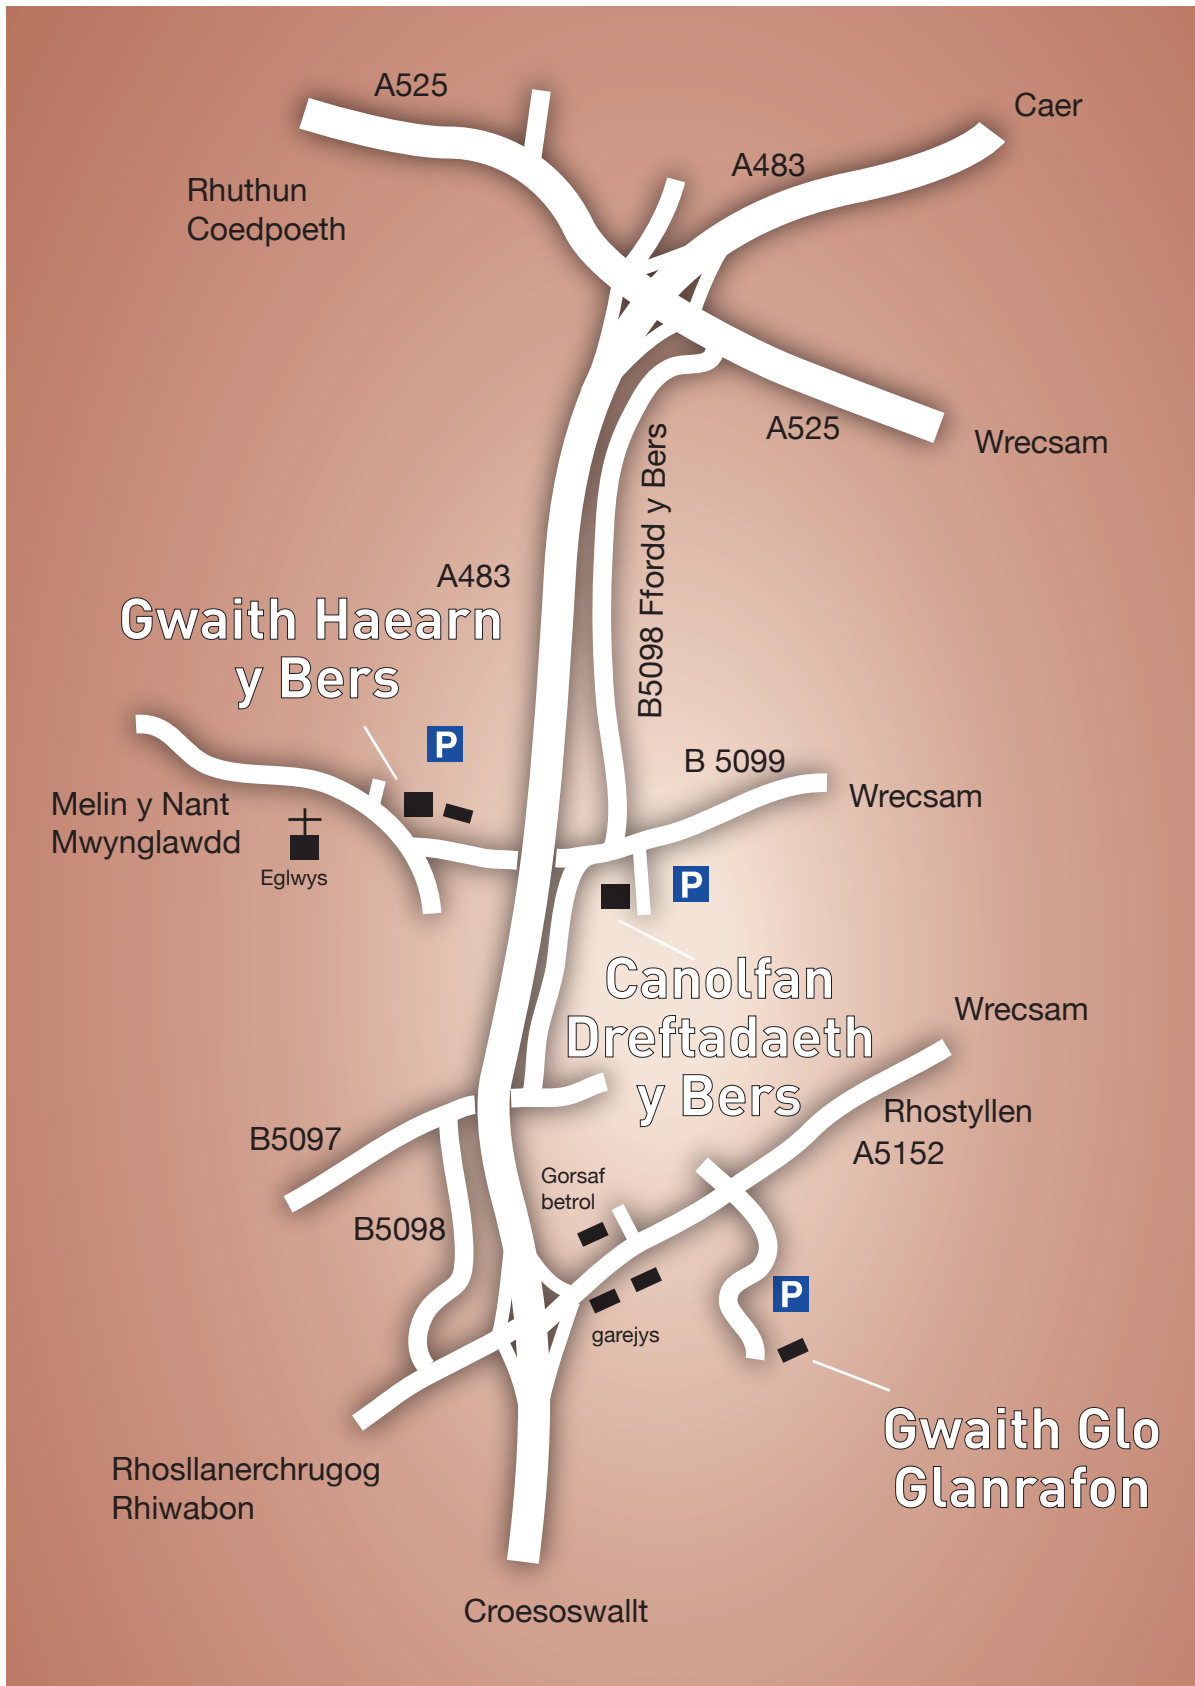 A525
Caer
A483
Rhuthun
Coedpoeth
A525
Wrecsam
B5098 Ffordd y Bers
A483
Gwaith Haearn
y Bers
P
B 5099
Wrecsam
Melin y Nant
Mwynglawdd
Eglwys
P
Canolfan
Dreftadaeth
y Bers
Wrecsam
Rhostyllen
A5152
B5097
Gorsaf
betrol
B5098
P
garejys
Gwaith Glo
Glanrafon
Rhosllanerchrugog
Rhiwabon
Croesoswallt